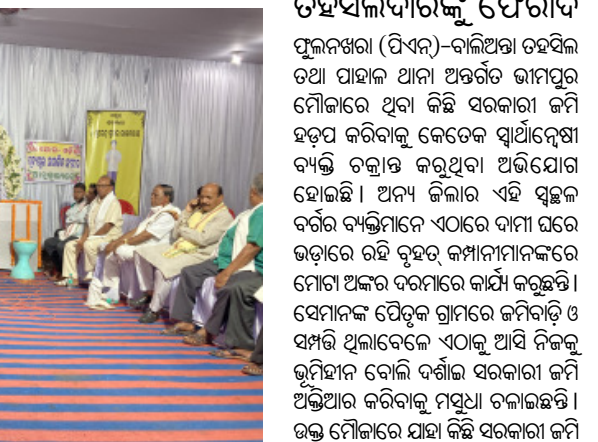 ତହସିଲଦାରଙ୍କୁ ଫେରାଦ
ଫୁଲନଖରା (ପିଏନ୍)–ବାଲିଅନ୍ତା ତହସିଲ
ତଥା ପାହାଳ ଥାନା ଅନ୍ତର୍ଗତ ଭୀମପୁର
ମୌଜାରେ ଥିବା କିଛି ସରକାରୀ ଜମି
ହଡ଼ପ କରିବାକୁ କେତେକ ସ୍ୱାର୍ଥାନ୍ୱେଷୀ
ବ୍ୟକ୍ତି ଚକ୍ରାନ୍ତ କରୁଥିବା ଅଭିଯୋଗ
ହୋଇଛି। ଅନ୍ୟ ଜିଲାର ଏହି ସ୍ୱଚ୍ଛଳ
ବର୍ଗର ବ୍ୟକ୍ତିମାନେ ଏଠାରେ ଦାମୀ ଘରେ
ଭଡ଼ାରେ ରହି ବୃହତ୍ କମ୍ପାନୀମାନଙ୍କରେ
ମୋଟା ଅଙ୍କର ଦରମାରେ କାର୍ଯ୍ୟ କରୁଛନ୍ତି।
ସେମାନଙ୍କ ପୈତୃକ ଗ୍ରାମରେ ଜମିବାଡ଼ି ଓ
ସମ୍ପତ୍ତି ଥିଲାବେଳେ ଏଠାକୁ ଆସି ନିଜକୁ
ଭୂମିହୀନ ବୋଲି ଦର୍ଶାଇ ସରକାରୀ ଜମି
ଅକ୍ତିଆର କରିବାକୁ ମସୁଧା ଚଳାଇଛନ୍ତି।
ଉକ୍ତ ମୌଜାରେ ଯାହା କିଛି ସରକାରୀ ଜମି